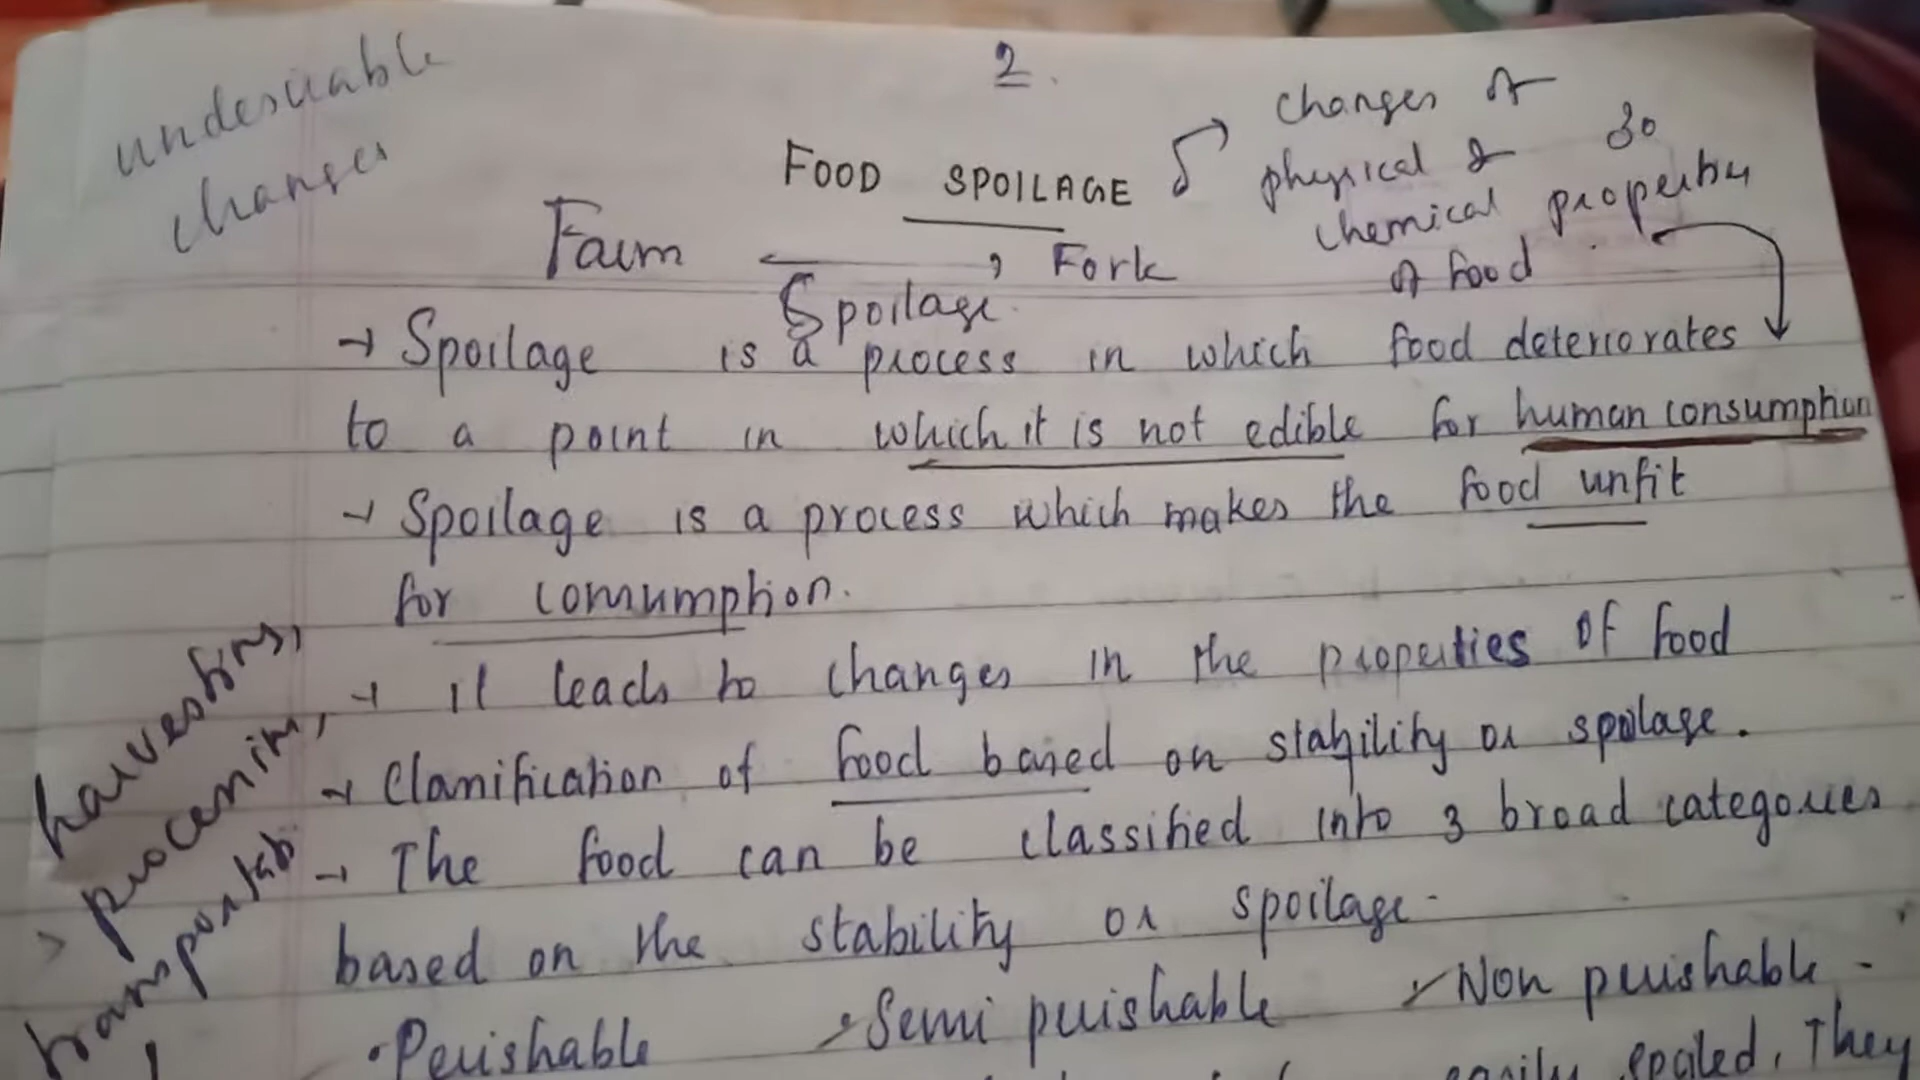 2.
undesirable
changes
FOOD SPOILAGE
changes of
physical &
chemical properties
of food
Farm Fork
Spoilage.
→ Spoilage is a process in which food deteriorates
to a point in which it is not edible for human consumption
→ Spoilage is a process which makes the food unfit
for consumption.
→ it leads to changes in the properties of food
→ Classification of food based on stability or spoilage.
→ The food can be classified into 3 broad categories
based on the stability or spoilage.
• Perishable → Semi perishable → Non perishable.
easily spoiled. They
harvesting,
processing,